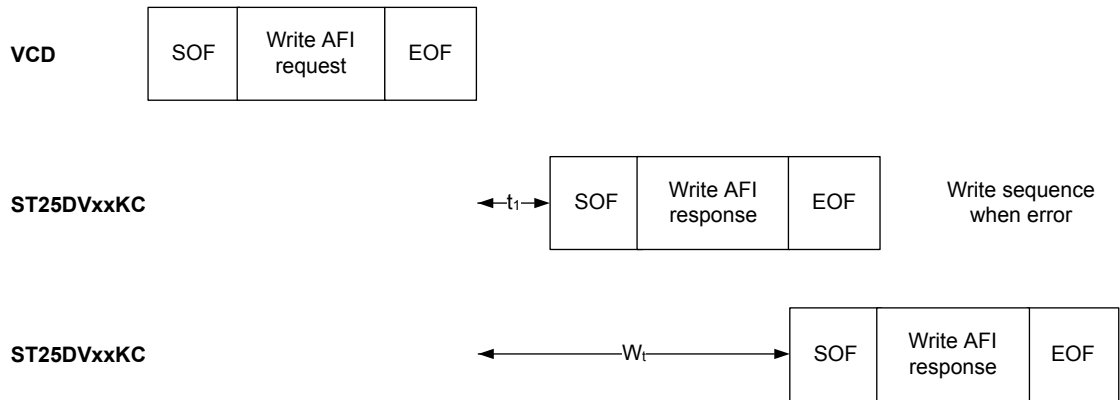 VCD
SOF
Write AFI
request
EOF
ST25DVxxKC
t1
SOF
Write AFI
response
EOF
Write sequence
when error
ST25DVxxKC
Wt
SOF
Write AFI
response
EOF